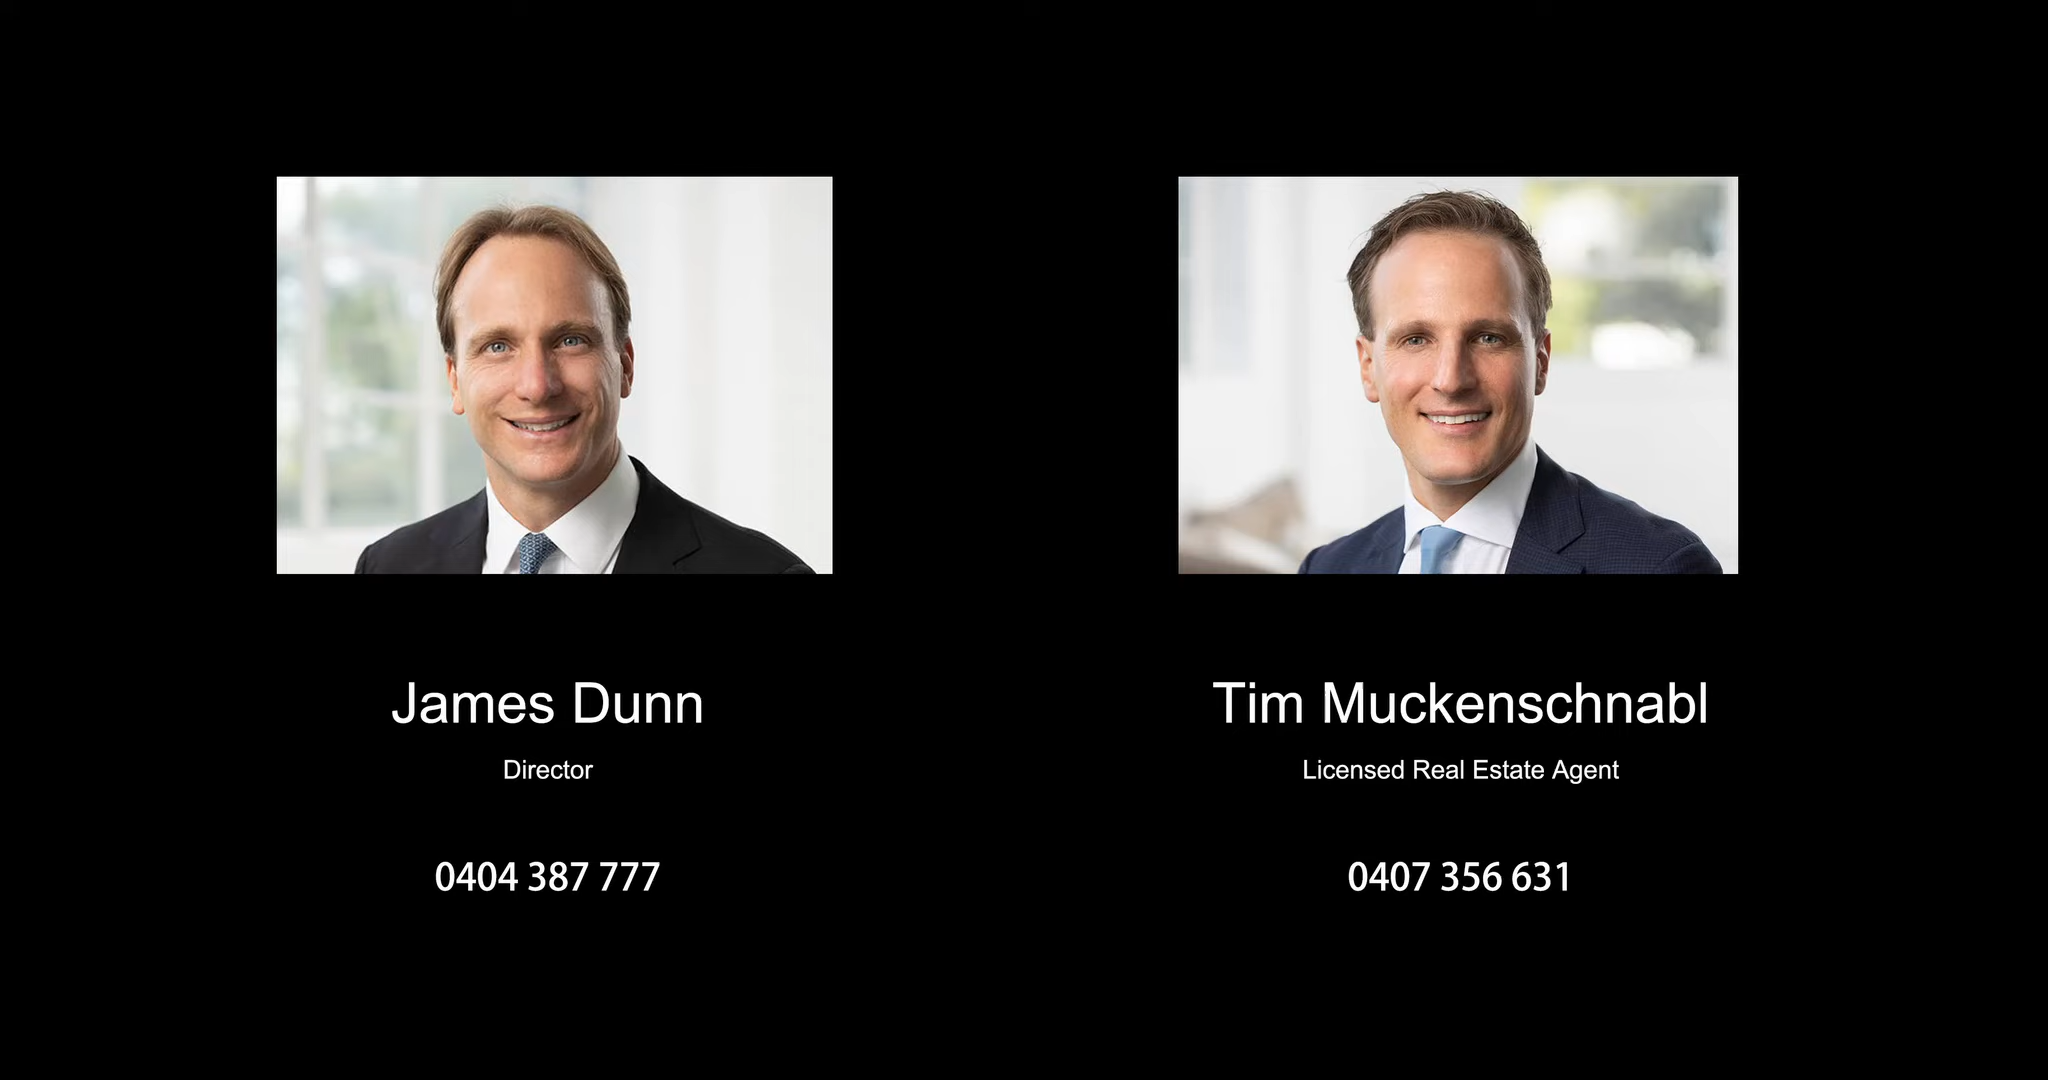 James Dunn
Director
0404 387 777
Tim Muckenschnabl
Licensed Real Estate Agent
0407 356 631